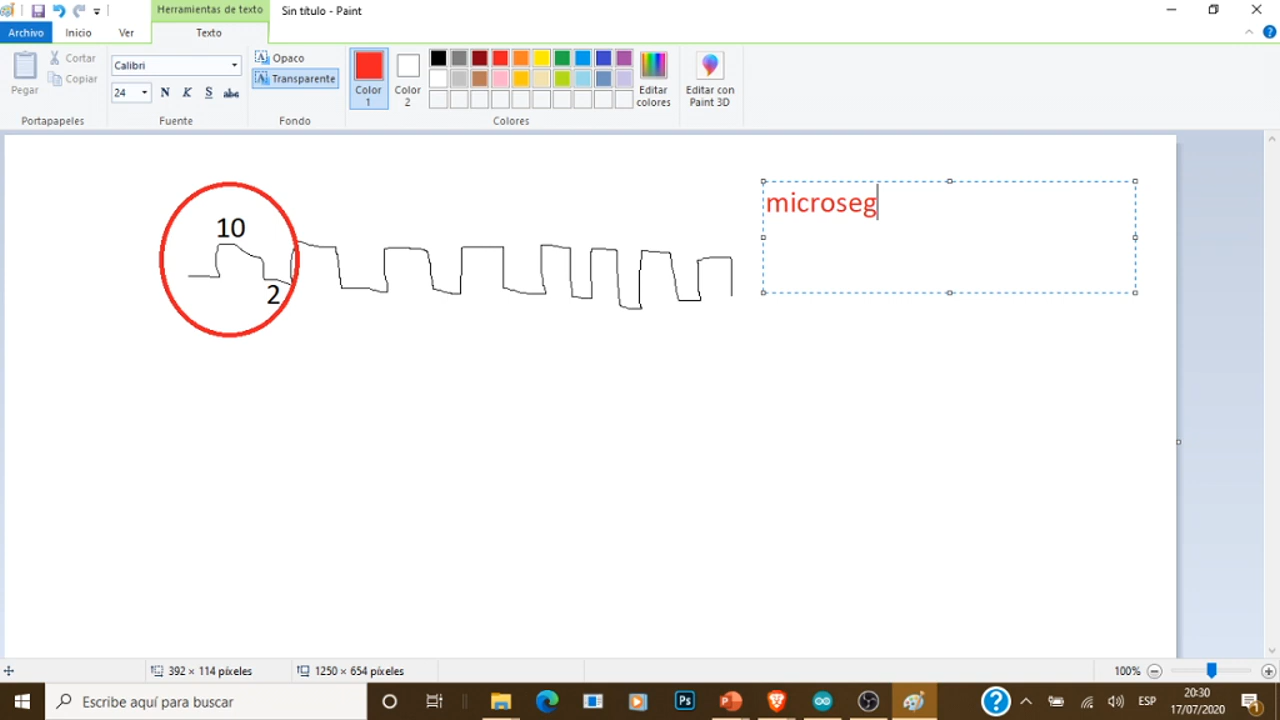 Herramientas de texto
Sin título - Paint
Archivo
Inicio
Ver
Texto
Pegar
Cortar
Copiar
Portapapeles
Calibri
24
N
K
S
abc
Fuente
Opaco
Transparente
Fondo
Color
1
Color
2
Editar
colores
Colores
Editar con
Paint 3D
10
2
microseg
392 × 114 píxeles
1250 × 654 píxeles
100%
Escribe aquí para buscar
Ps
ESP
20:30
17/07/2020
1